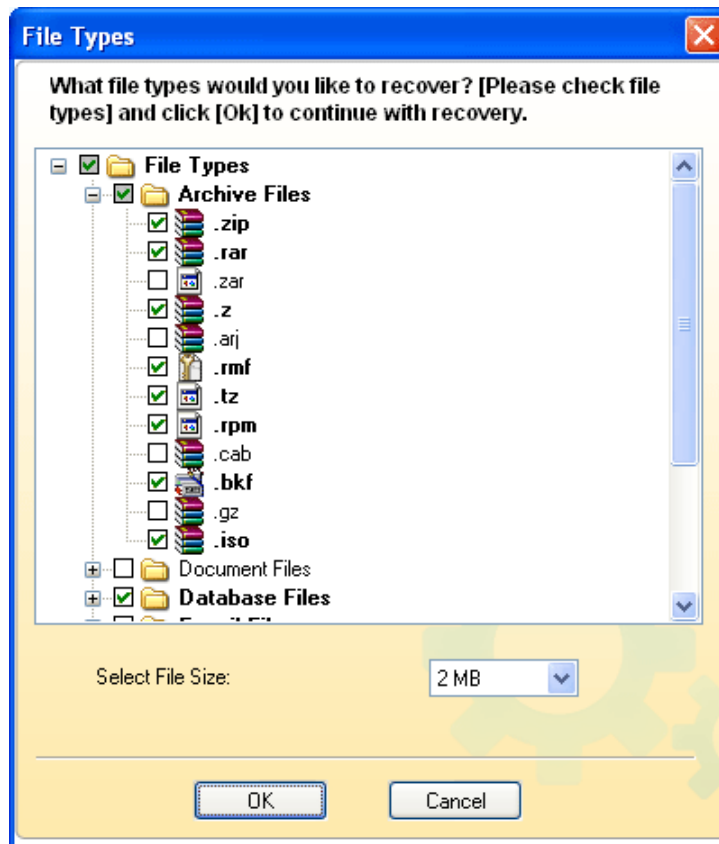 File Types
What file types would you like to recover? [Please check file
types] and click [Ok] to continue with recovery.
File Types
Archive Files
.zip
.rar
.zar
.z
.arj
.rmf
.tz
.rpm
.cab
.bkf
.gz
.iso
Document Files
Database Files
Select File Size:
2 MB
OK
Cancel